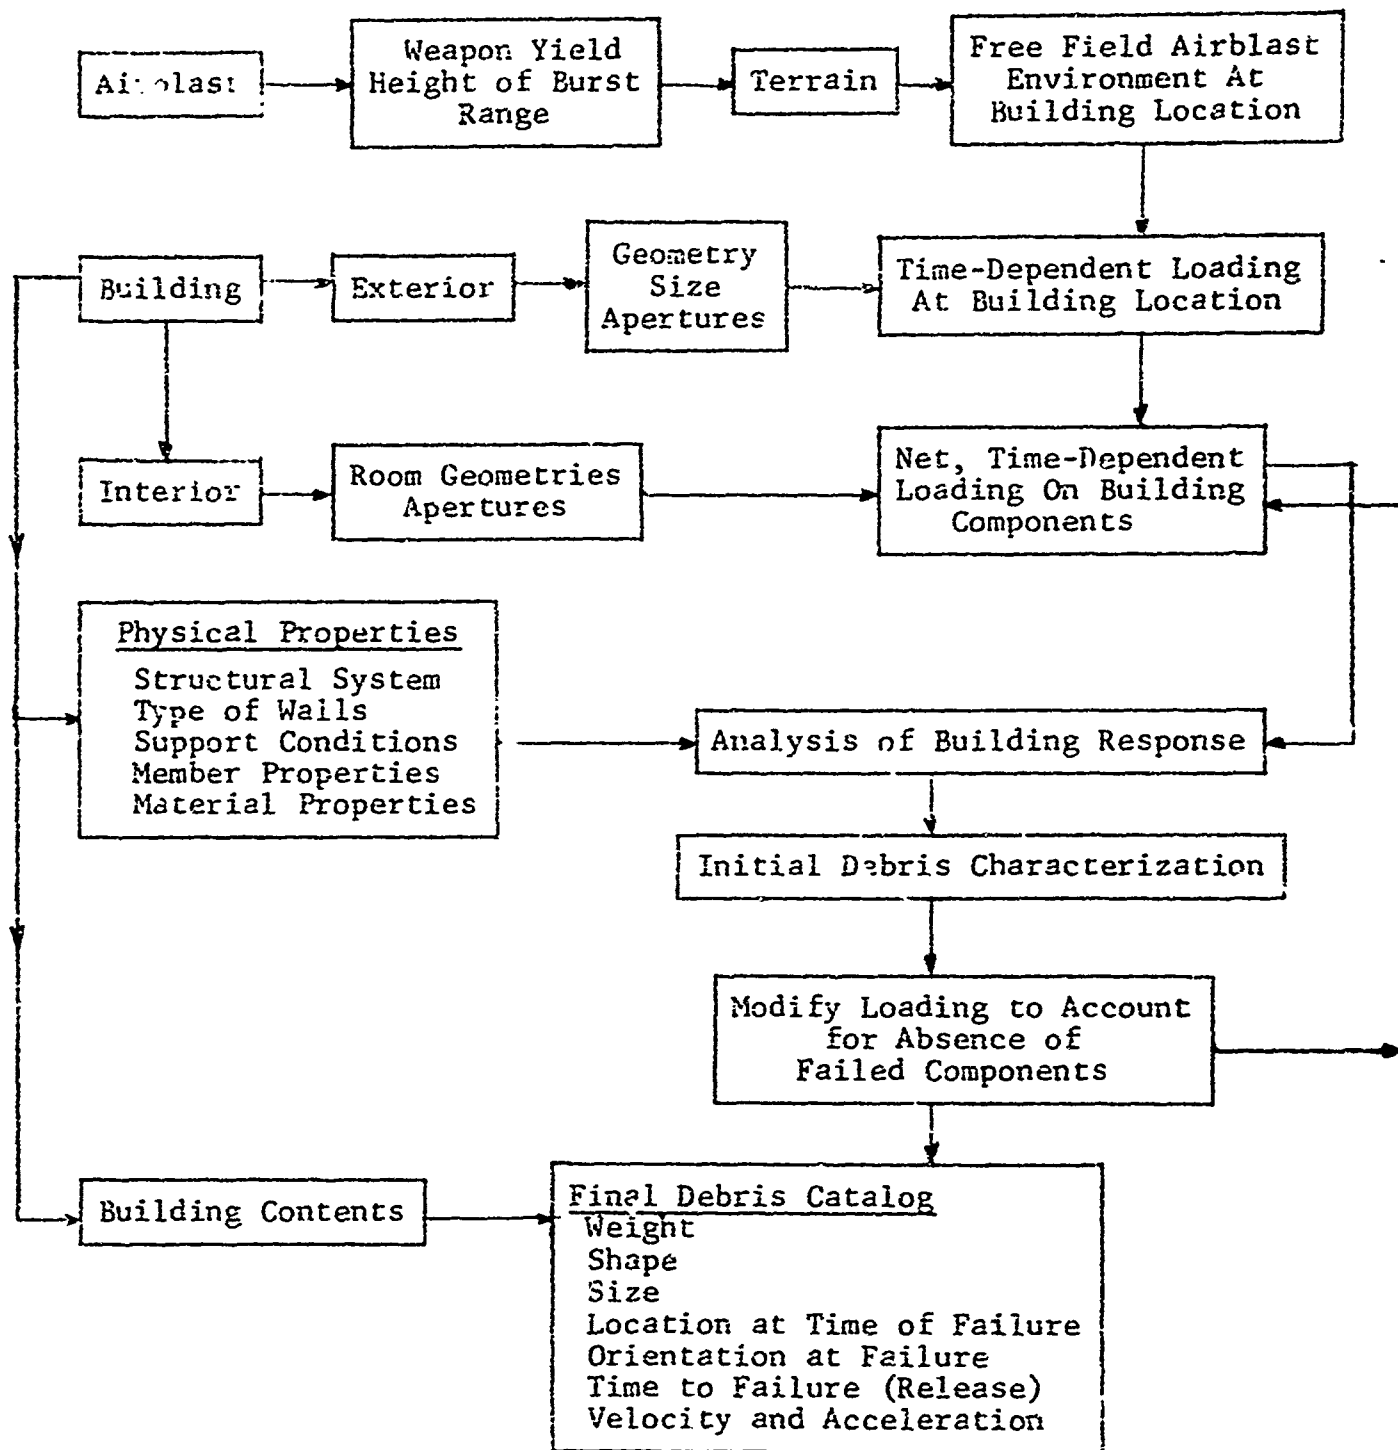 Airblast
Weapon Yield
Height of Burst
Range
Terrain
Free Field Airblast
Environment At
Building Location
Building
Exterior
Geometry
Size
Apertures
Time-Dependent Loading
At Building Location
Interior
Room Geometries
Apertures
Net, Time-Dependent
Loading On Building
Components
Physical Properties
Structural System
Type of Walls
Support Conditions
Member Properties
Material Properties
Analysis of Building Response
Initial Debris Characterization
Modify Loading to Account
for Absence of
Failed Components
Building Contents
Final Debris Catalog
Weight
Shape
Size
Location at Time of Failure
Orientation at Failure
Time to Failure (Release)
Velocity and Acceleration